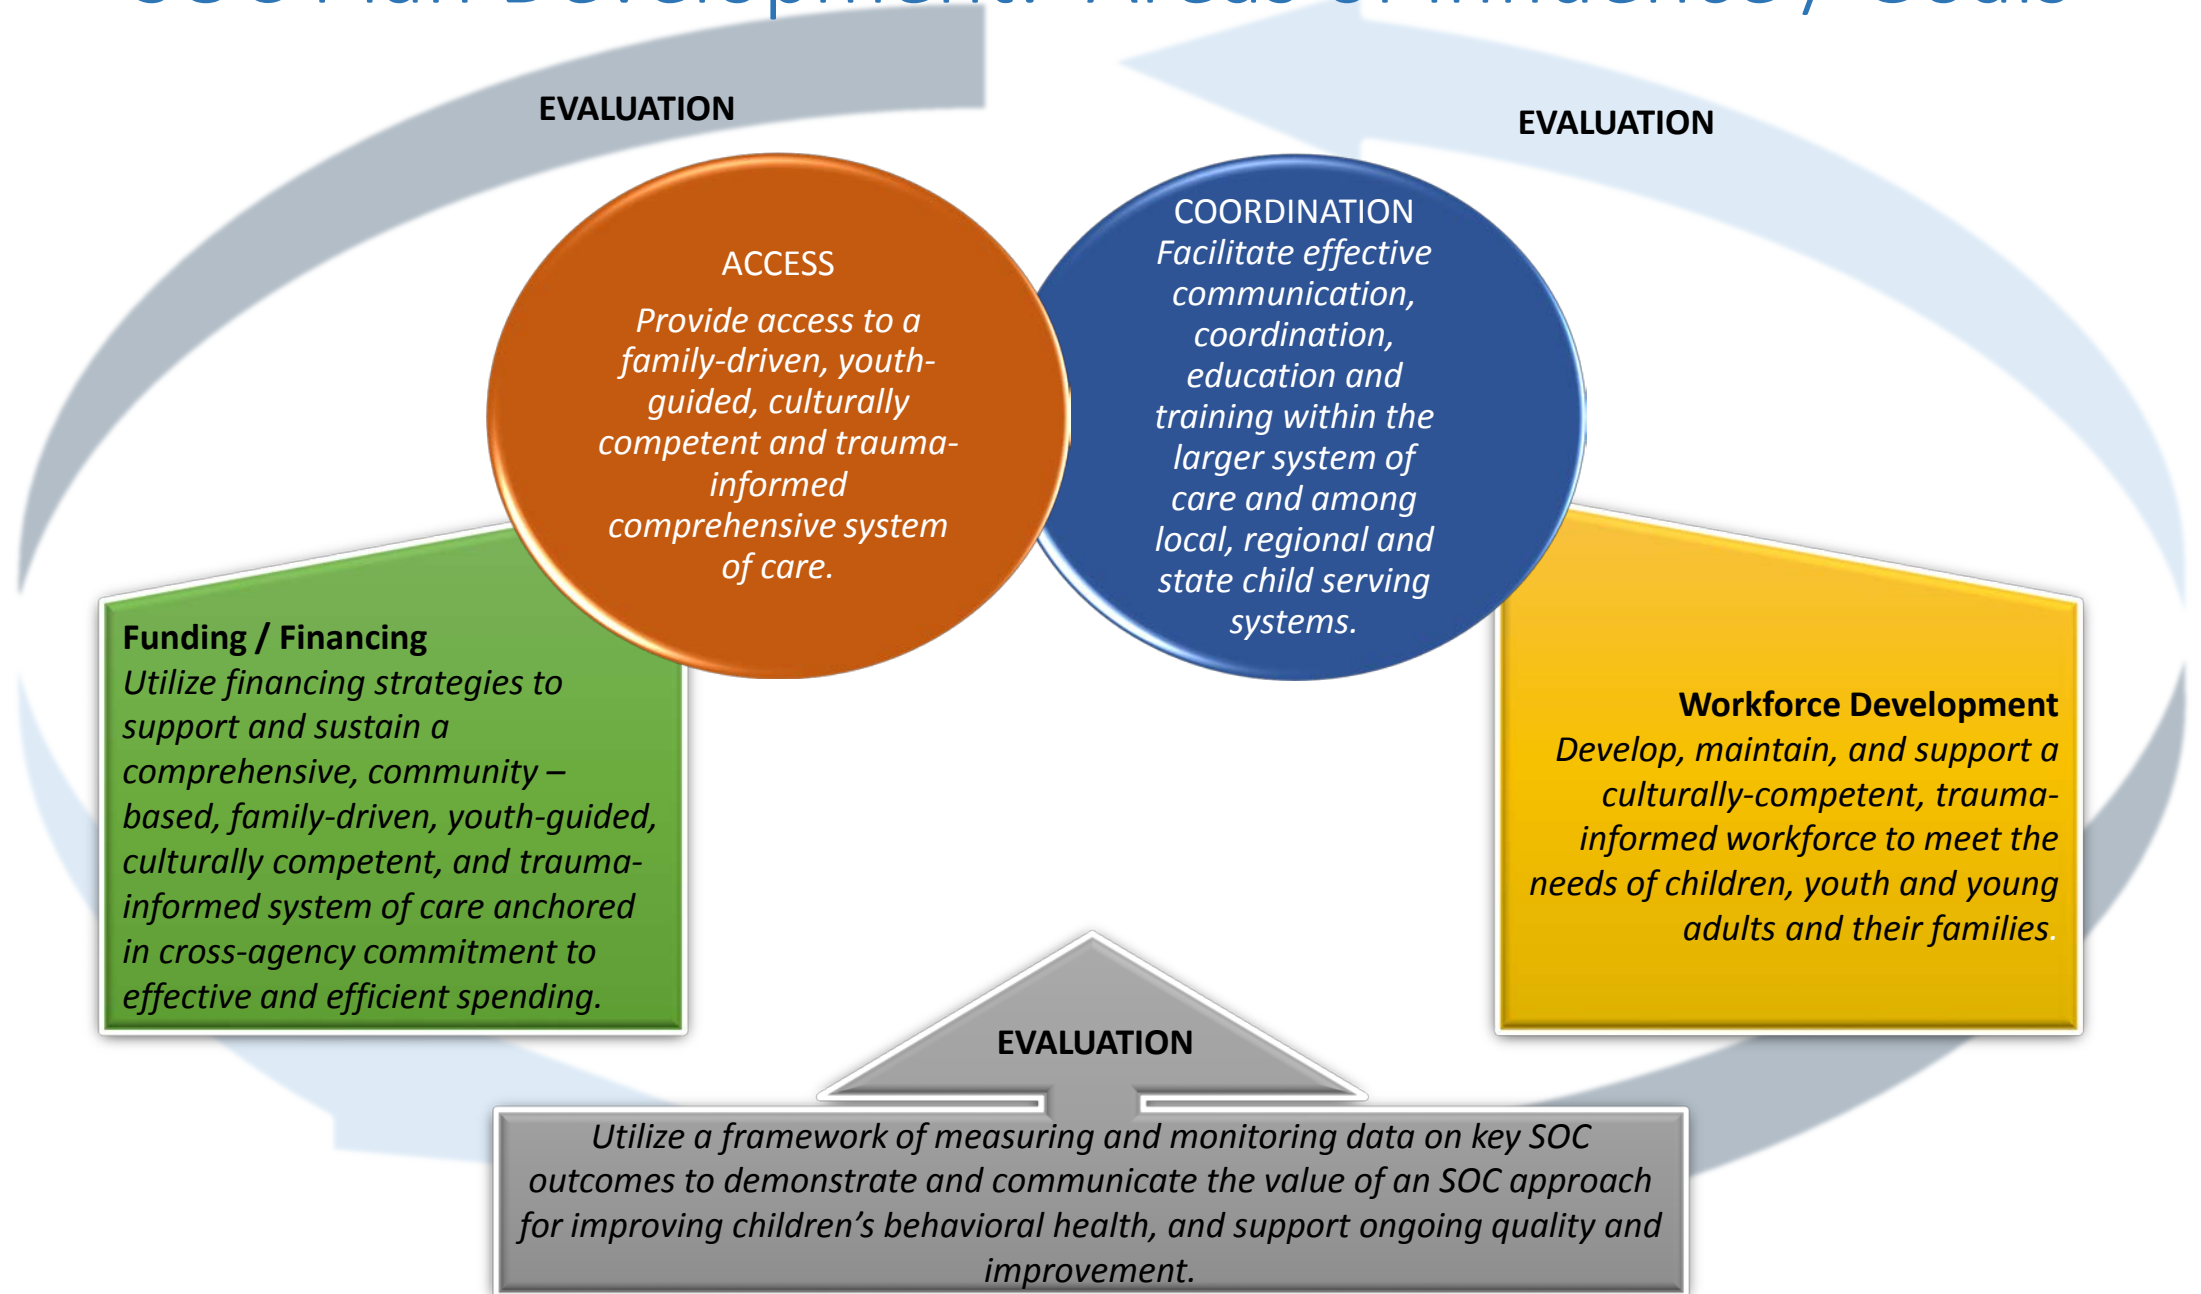 SOC Plan Development: Areas of Influence / Goals
EVALUATION
EVALUATION
ACCESS
Provide access to a
family-driven, youth-
guided, culturally
competent and trauma-
informed
comprehensive system
of care.
COORDINATION
Facilitate effective
communication,
coordination,
education and
training within the
larger system of
care and among
local, regional and
state child serving
systems.
Funding / Financing
Utilize financing strategies to
support and sustain a
comprehensive, community –
based, family-driven, youth-guided,
culturally competent, and trauma-
informed system of care anchored
in cross-agency commitment to
effective and efficient spending.
Workforce Development
Develop, maintain, and support a
culturally-competent, trauma-
informed workforce to meet the
needs of children, youth and young
adults and their families.
EVALUATION
Utilize a framework of measuring and monitoring data on key SOC
outcomes to demonstrate and communicate the value of an SOC approach
for improving children’s behavioral health, and support ongoing quality and
improvement.